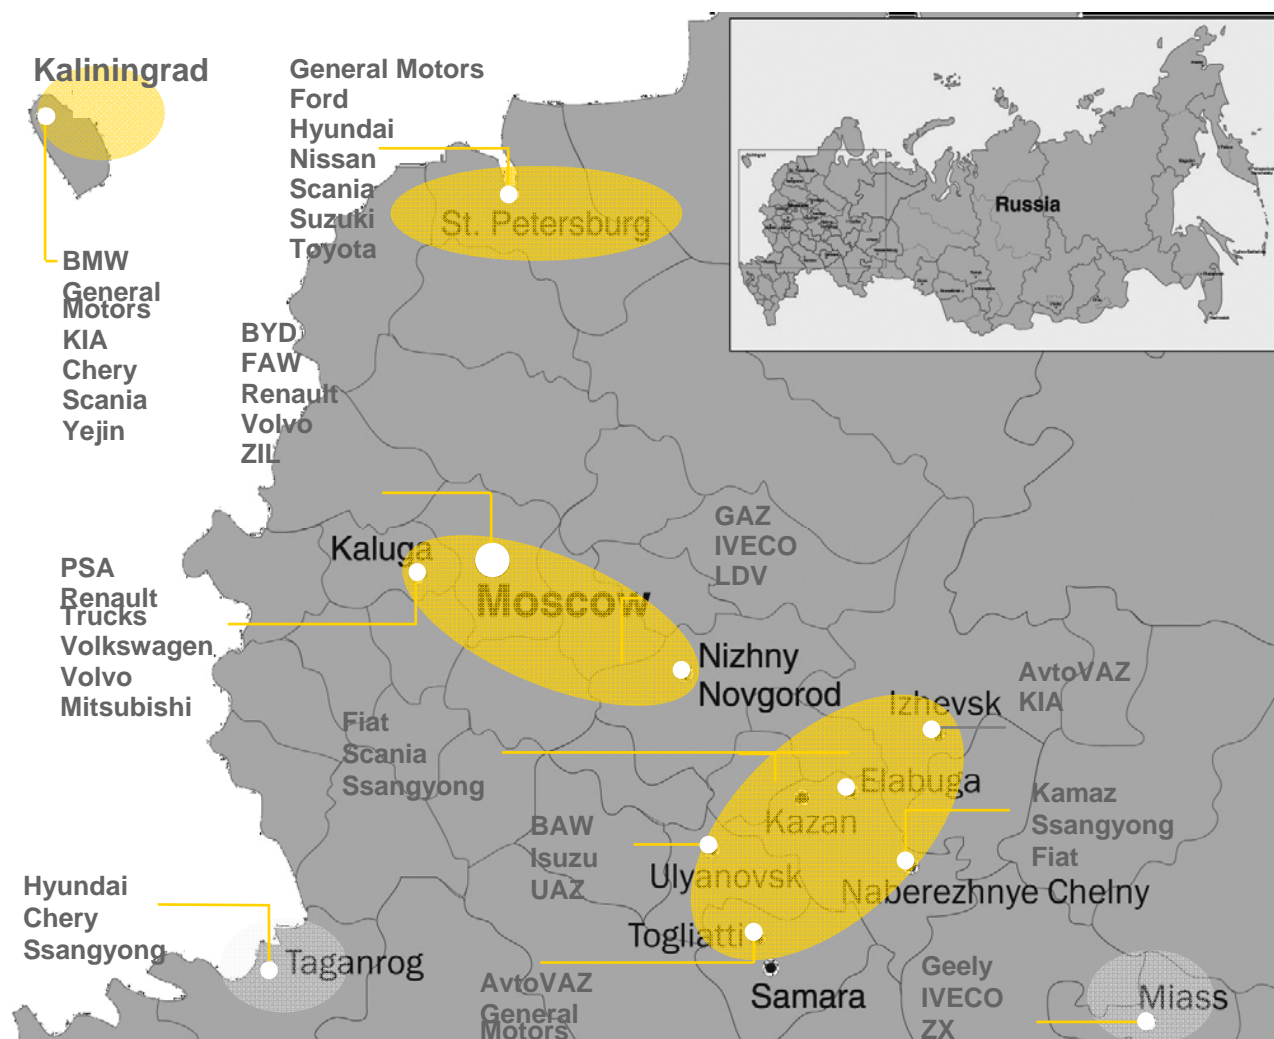 Kaliningrad
BMW
General
Motors
KIA
Chery
Scania
Yejin
General Motors
Ford
Hyundai
Nissan
Scania
Suzuki
Toyota
St. Petersburg
Russia
BYD
FAW
Renault
Volvo
ZIL
Kaluga
Moscow
PSA
Renault
Trucks
Volkswagen
Volvo
Mitsubishi
GAZ
IVECO
LDV
Nizhny
Novgorod
AvtoVAZ
KIA
Izhevsk
Fiat
Scania
Ssangyong
Elabuga
Kazan
Kamaz
Ssangyong
Fiat
BAW
Isuzu
UAZ
Ulyanovsk
Naberezhnye Chelny
Togliatti
Hyundai
Chery
Ssangyong
Taganrog
AvtoVAZ
General
Motors
Samara
Geely
IVECO
ZX
Miass